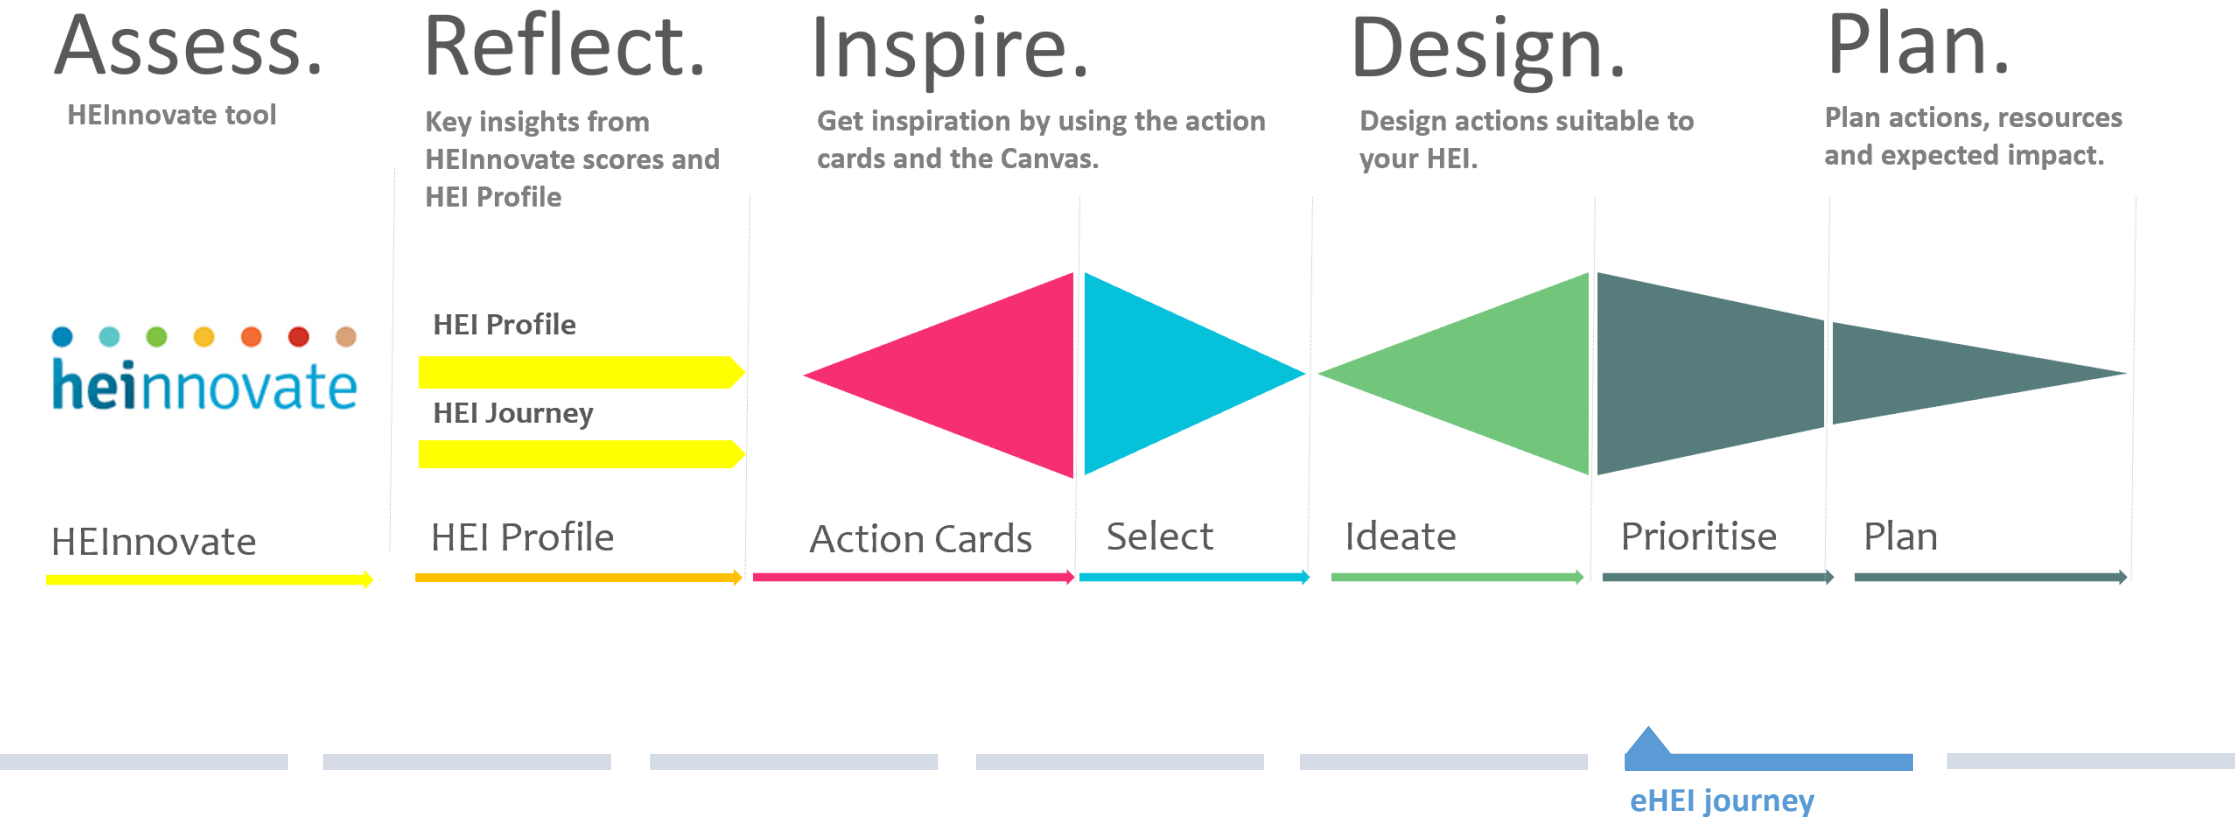 Assess.
HEInnovate tool
Reflect.
Key insights from
HEInnovate scores and
HEI Profile
Inspire.
Get inspiration by using the action
cards and the Canvas.
Design.
Design actions suitable to
your HEI.
Plan.
Plan actions, resources
and expected impact.
heinnovate
HEI Profile
HEI Journey
HEInnovate
HEI Profile
Action Cards
Select
Ideate
Prioritise
Plan
eHEI journey